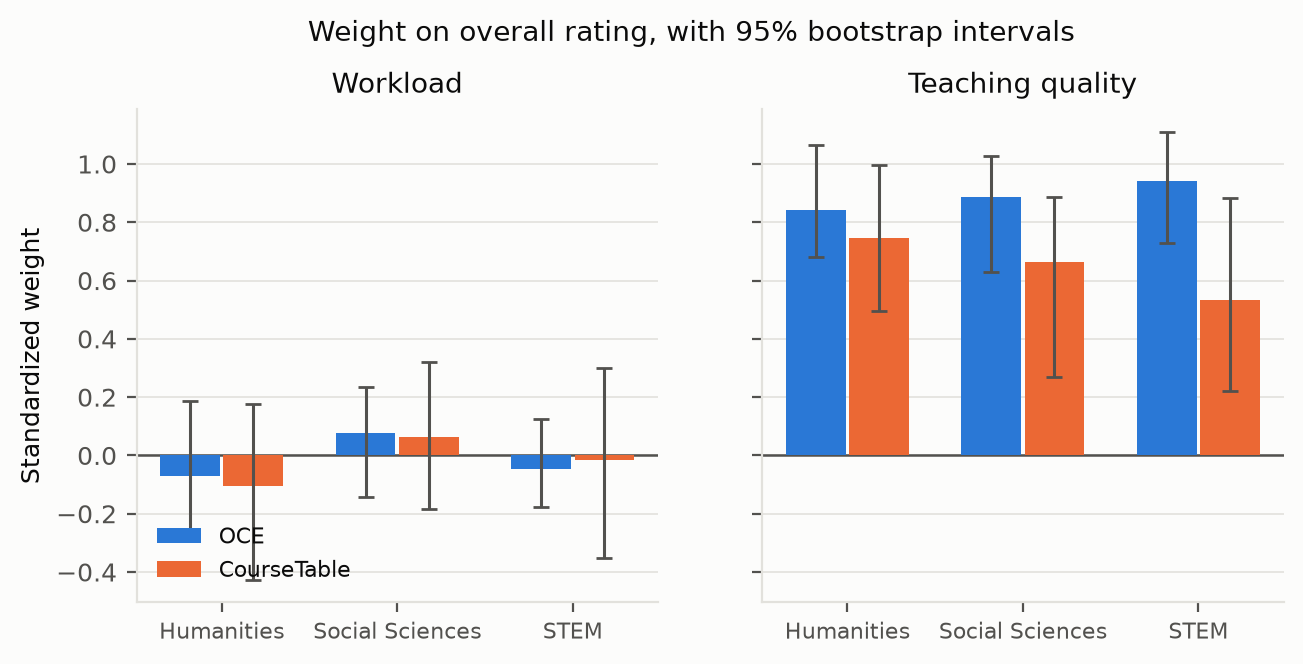 Weight on overall rating, with 95% bootstrap intervals
Workload
Teaching quality
Standardized weight
1.0
0.8
0.6
0.4
0.2
0.0
−0.2
−0.4
OCE
CourseTable
Humanities
Social Sciences
STEM
Humanities
Social Sciences
STEM